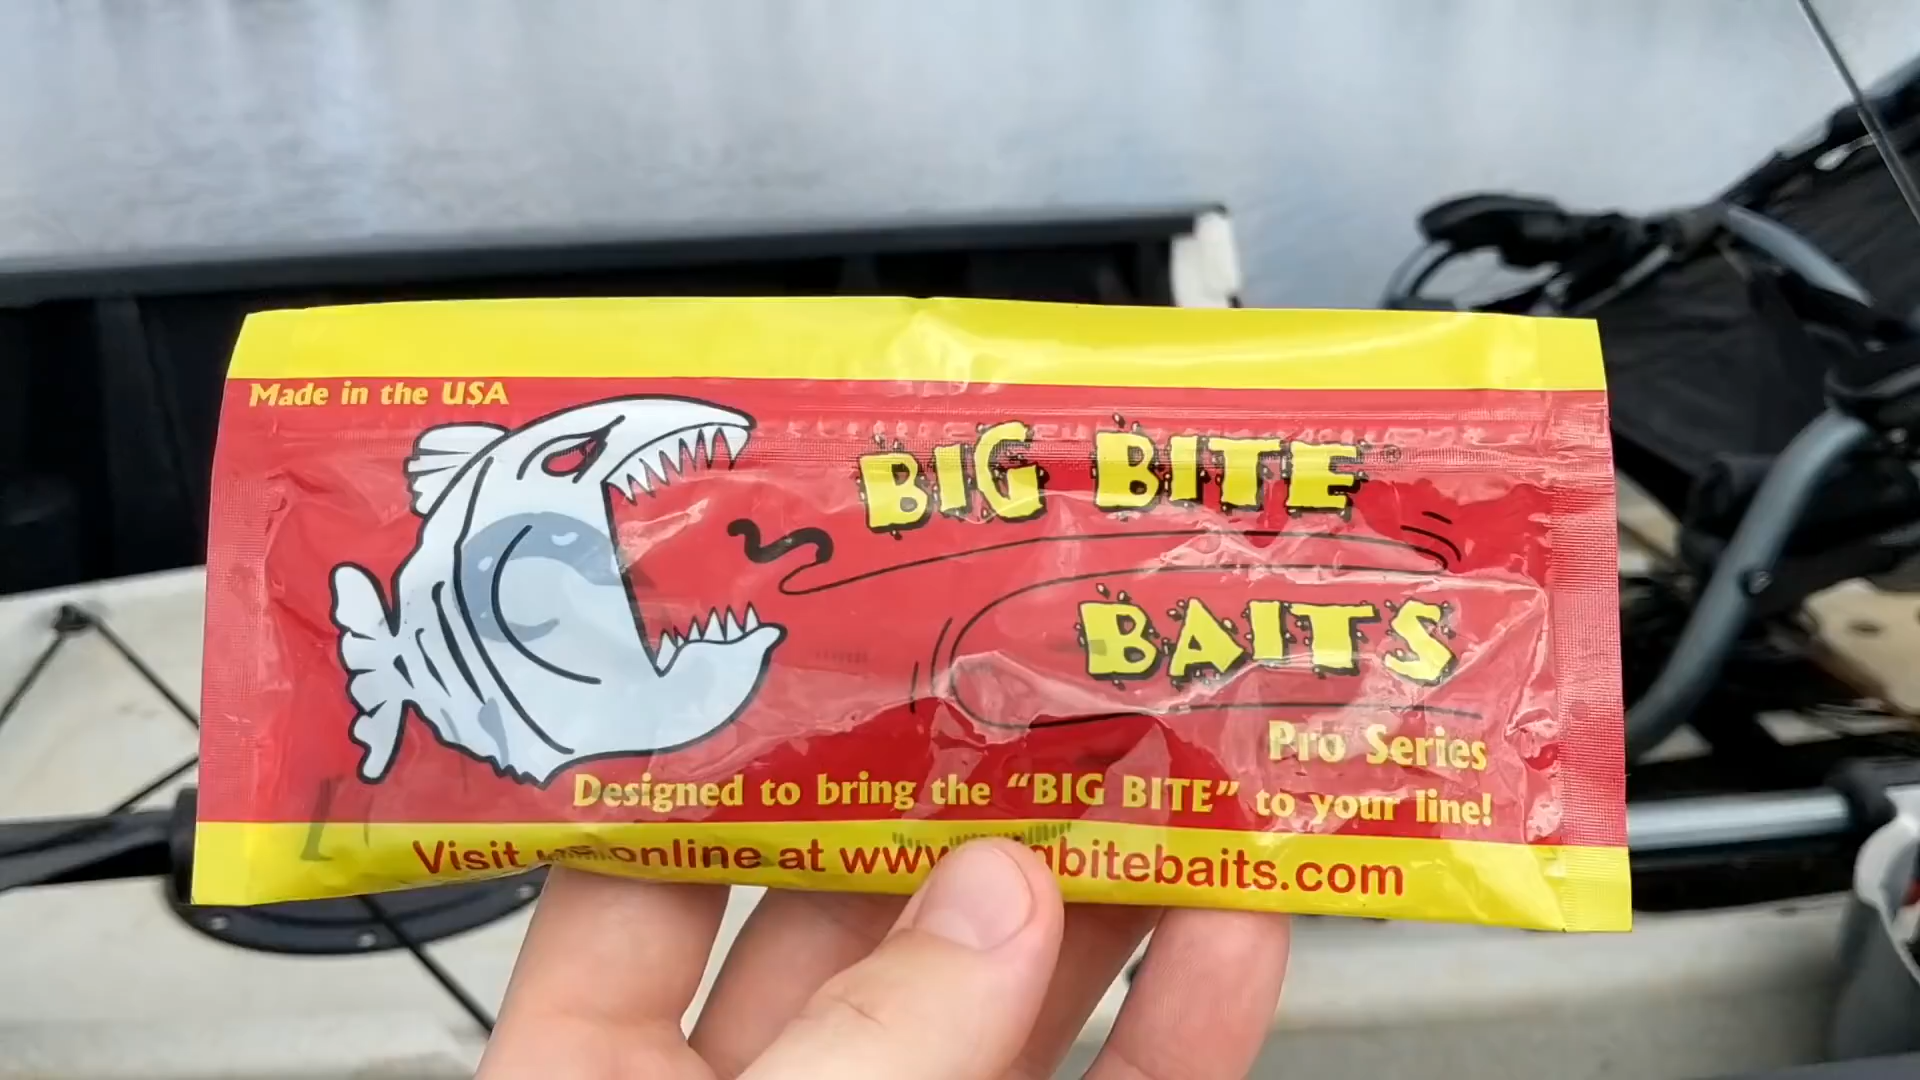 Made in the USA
BIG BITE®
BAITS
Pro Series
Designed to bring the “BIG BITE” to your line!
Visit us online at www gbitebaits.com